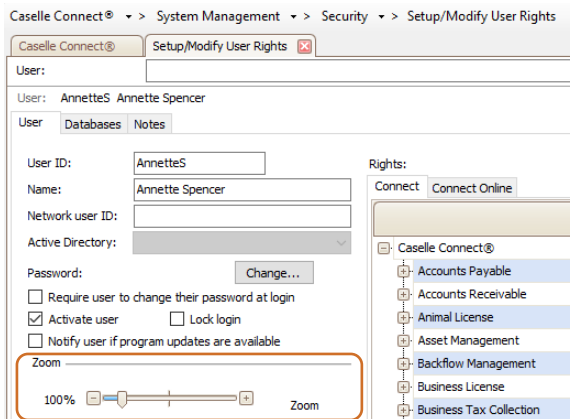 Caselle Connect® > System Management > Security > Setup/Modify User Rights
Caselle Connect® Setup/Modify User Rights
User:
User: AnnetteS Annette Spencer
User Databases Notes
User ID: AnnetteS
Rights:
Name: Annette Spencer
Connect Connect Online
Network user ID:
Active Directory:
Caselle Connect®
Password: Change...
Accounts Payable
Require user to change their password at login
Accounts Receivable
Activate user Lock login
Animal License
Notify user if program updates are available
Asset Management
Zoom
Backflow Management
Business License
100% Zoom
Business Tax Collection